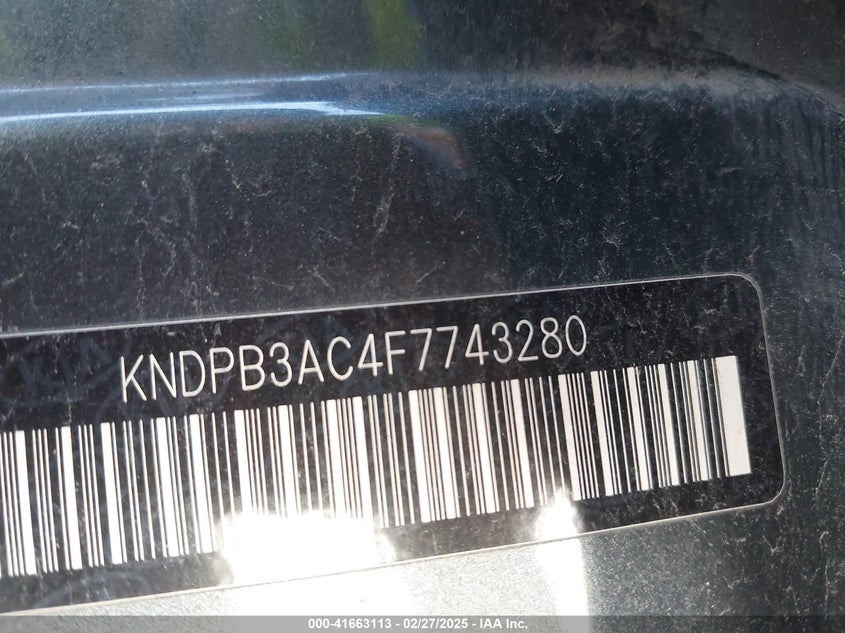 KNDPB3AC4F7743280
000-41663113 - 02/27/2025 - IAA Inc.